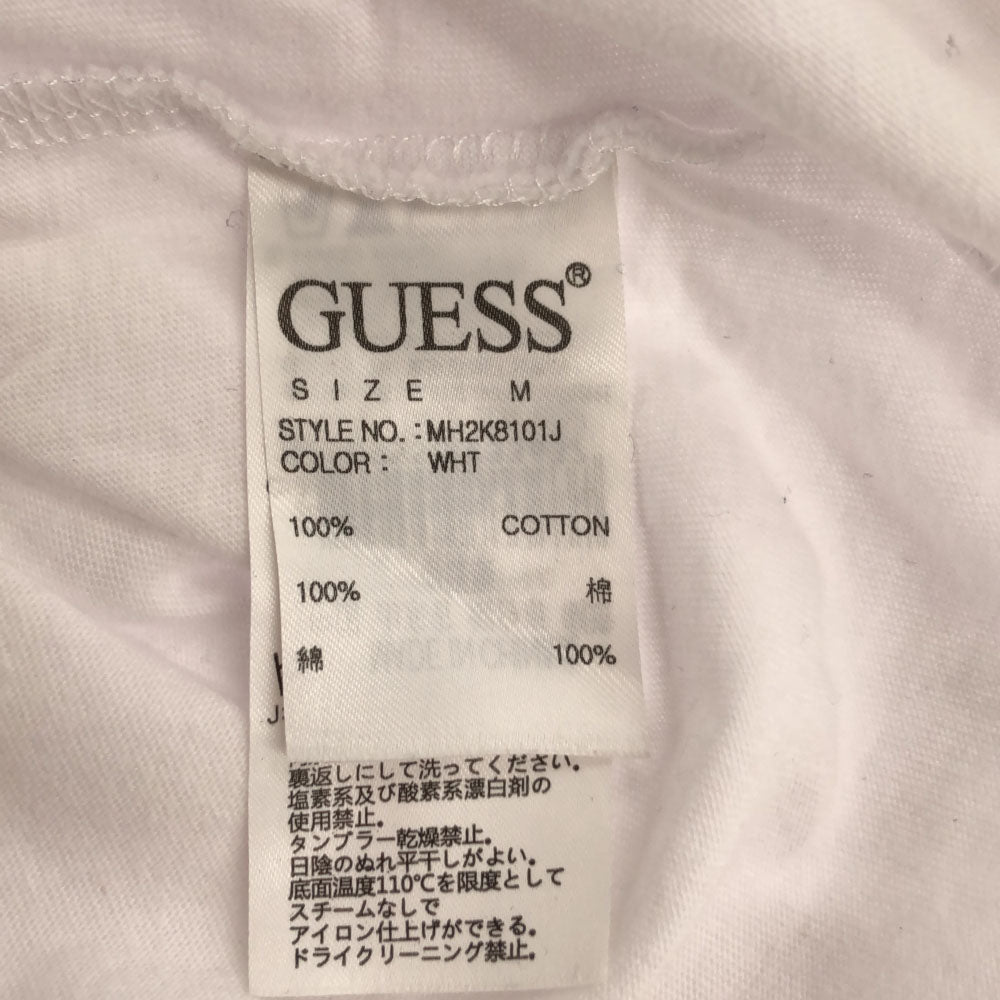 GUESS®
SIZE M
STYLE NO. : MH2K8101J
COLOR : WHT
100% COTTON
100% 棉
綿 100%
裏返しにして洗ってください。
塩素系及び酸素系漂白剤の
使用禁止。
タンブラー乾燥禁止。
日陰のぬれ平干しがよい。
底面温度110℃を限度として
スチームなしで
アイロン仕上げができる。
ドライクリーニング禁止。